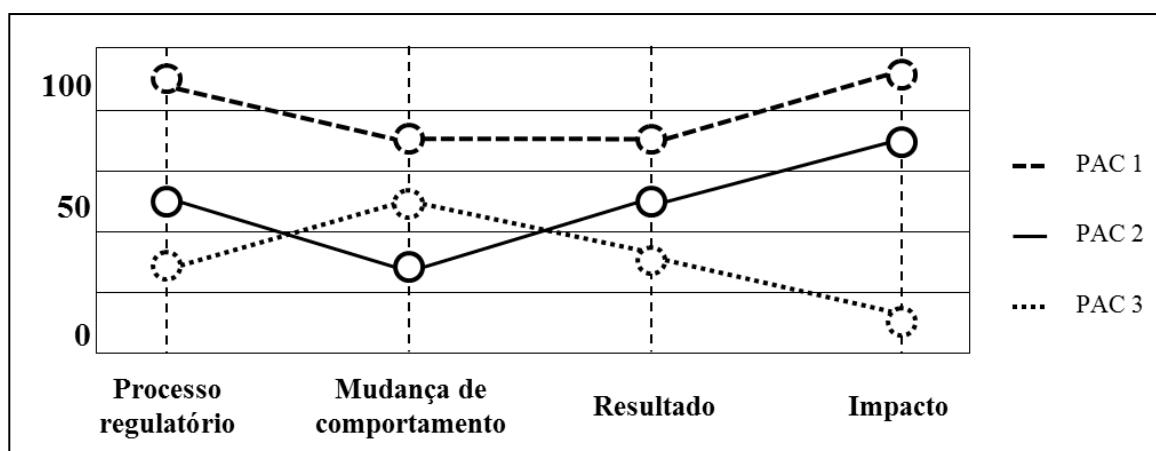 100
50
0
Processo
regulatório
Mudança de
comportamento
Resultado
Impacto
PAC 1
PAC 2
PAC 3